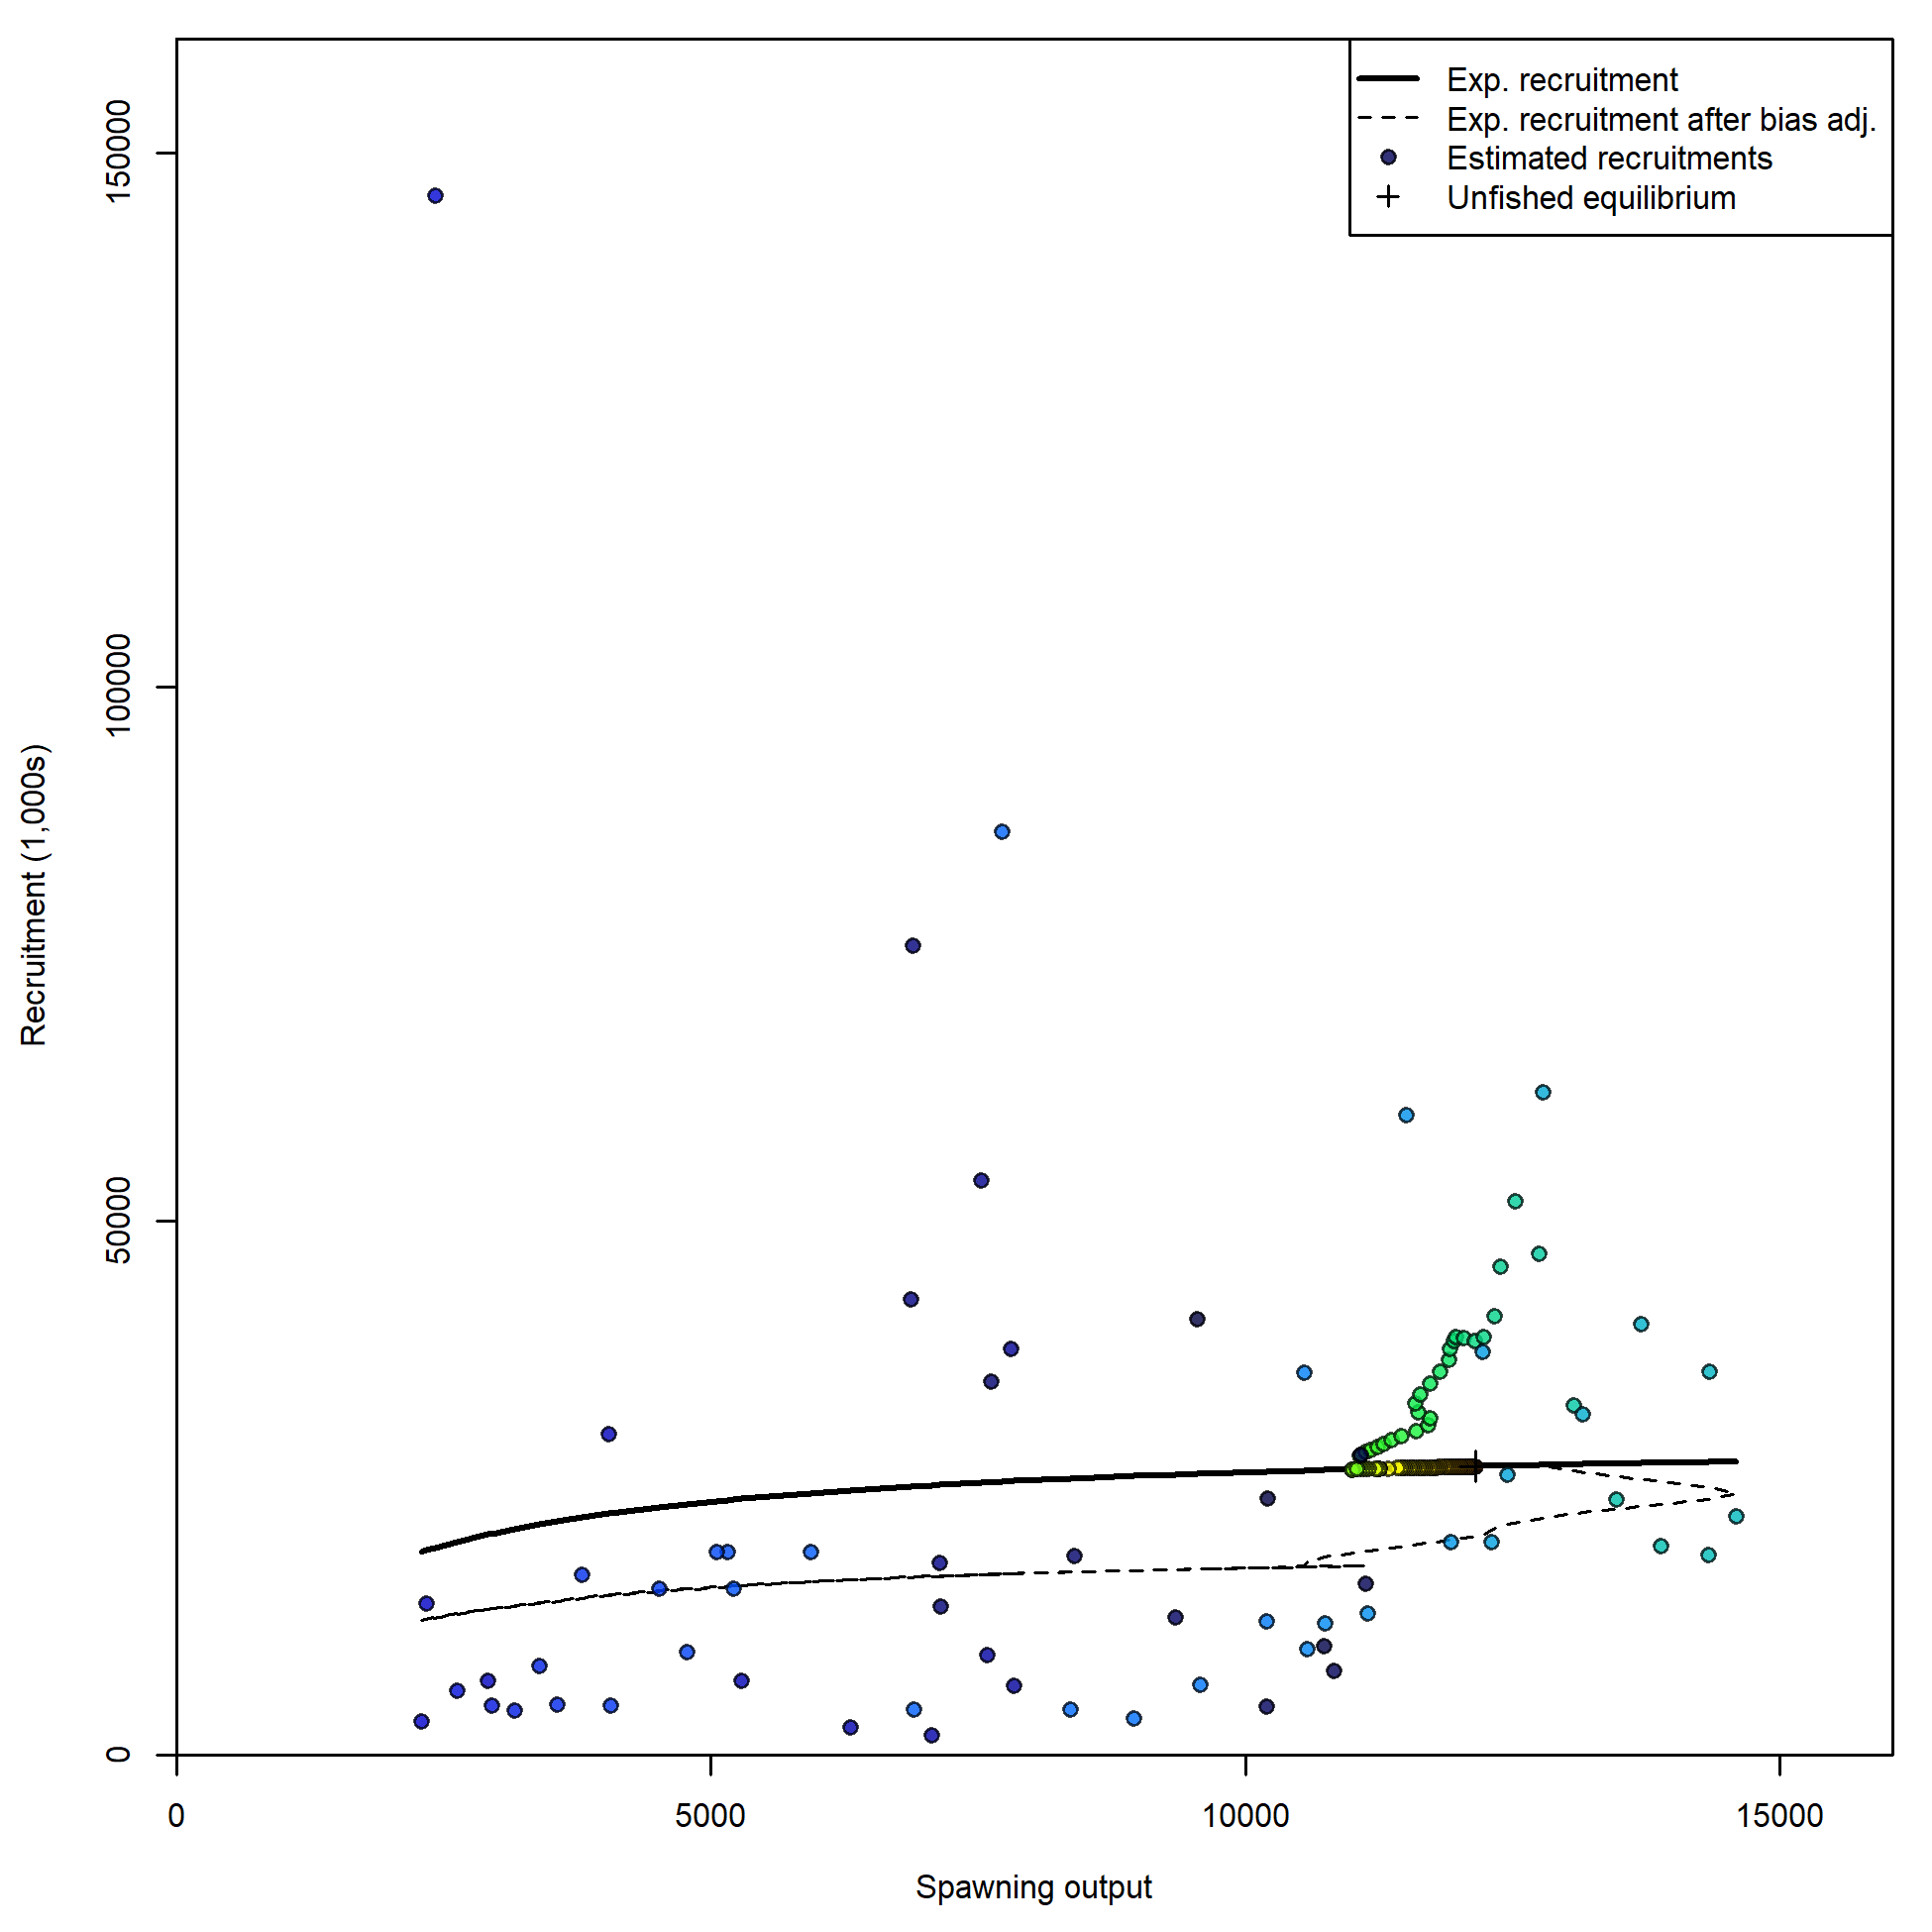 Exp. recruitment
Exp. recruitment after bias adj.
Estimated recruitments
Unfished equilibrium
150000
100000
50000
0
Recruitment (1,000s)
0 5000 10000 15000
Spawning output